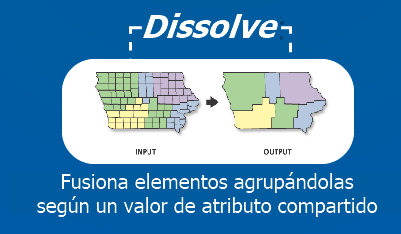 Dissolve:
INPUT
OUTPUT
Fusiona elementos agrupándolas
según un valor de atributo compartido